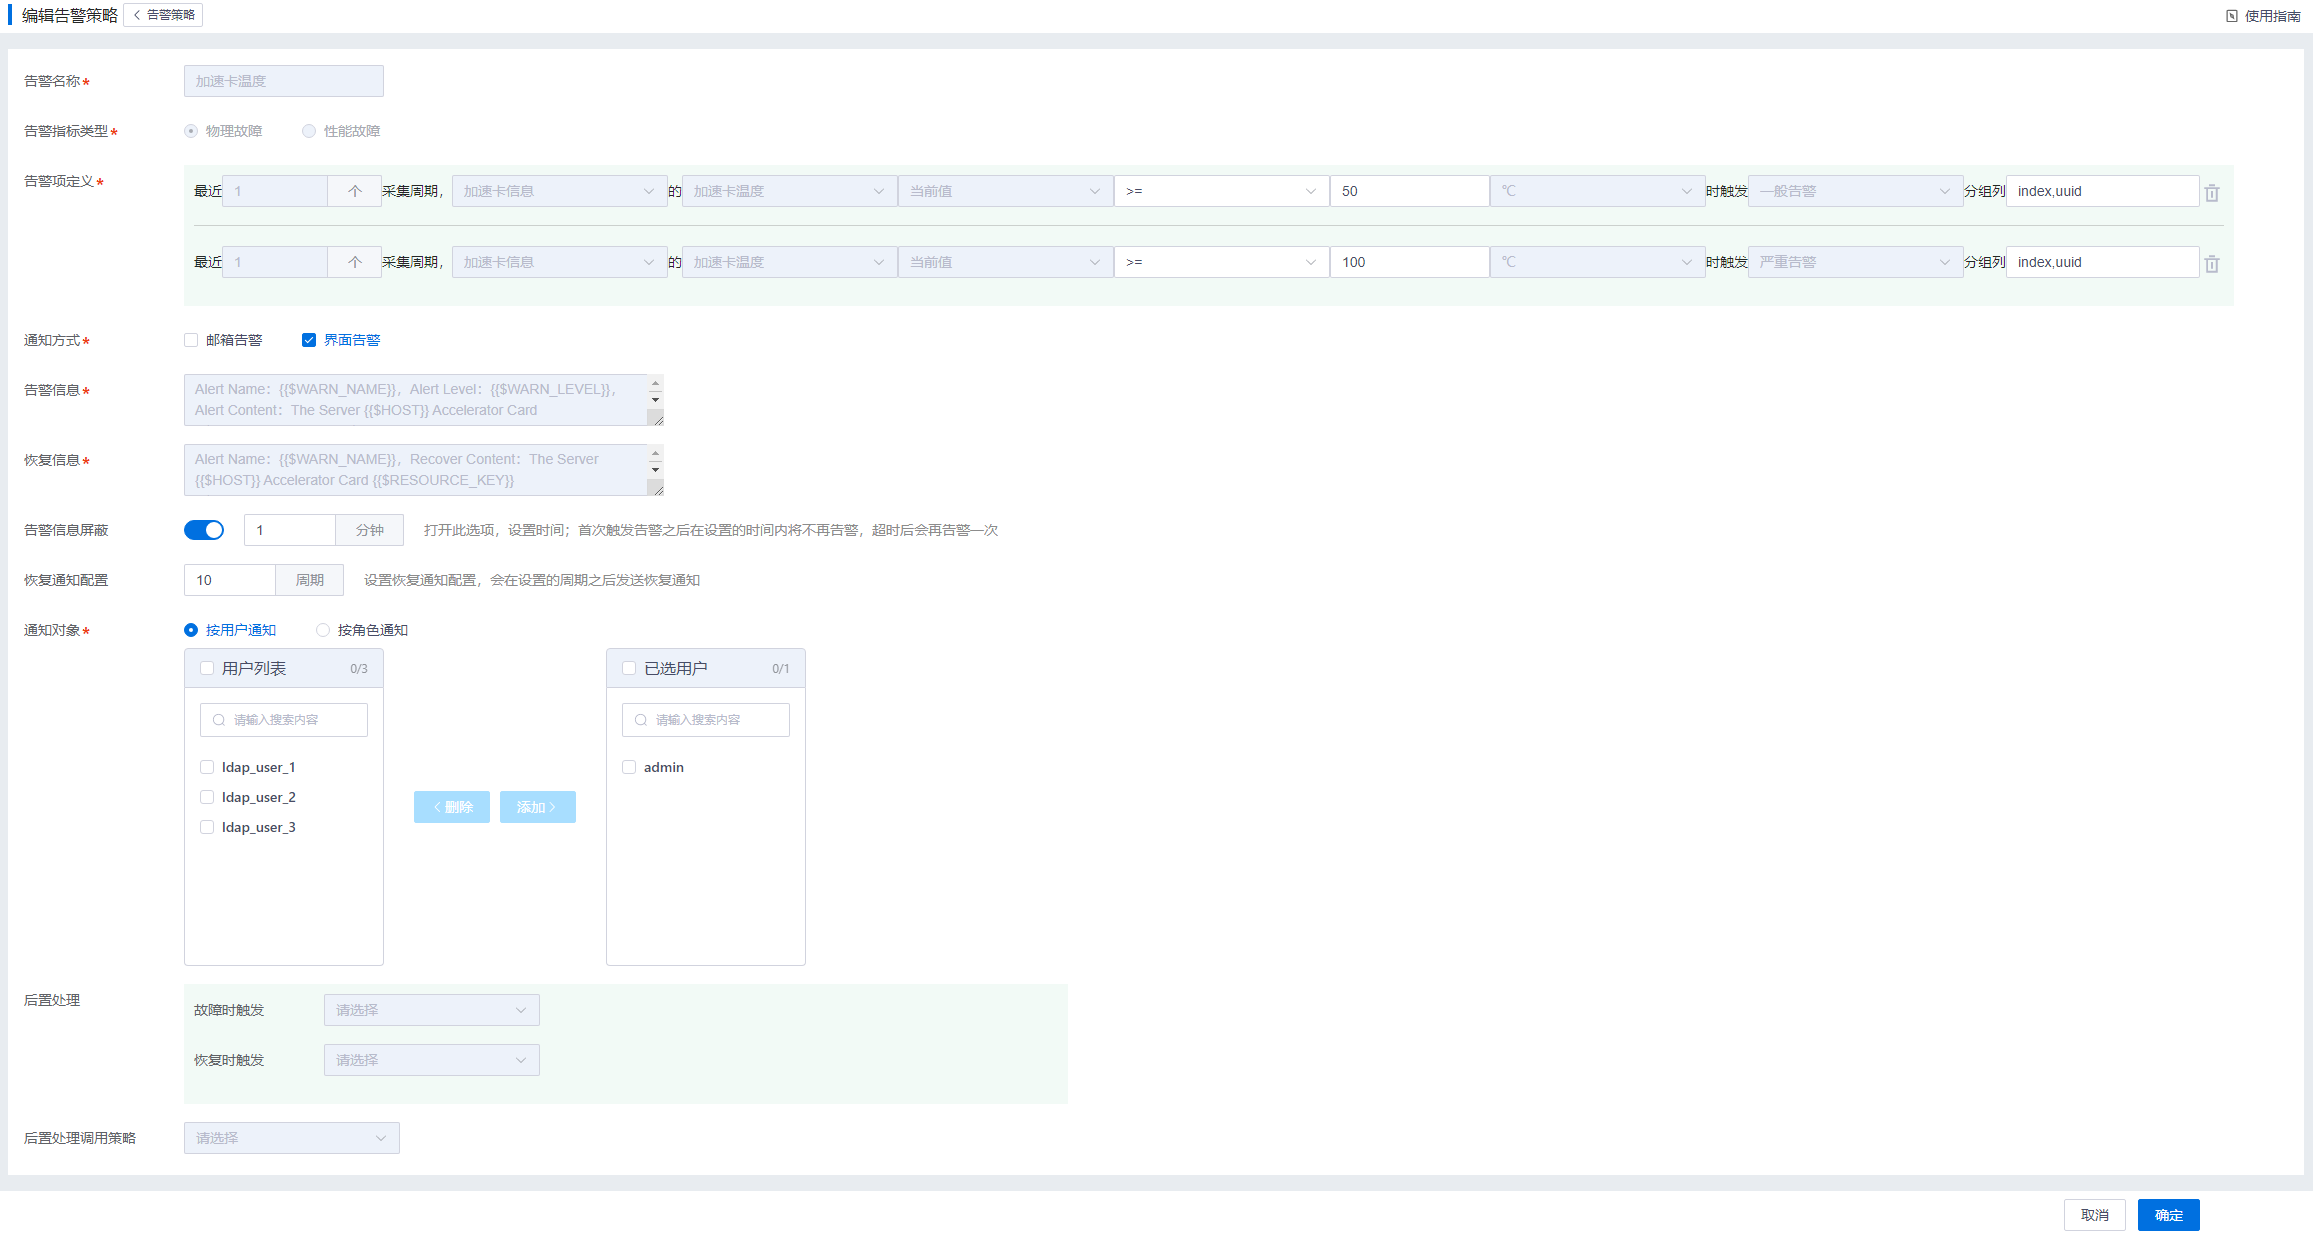 编辑告警策略 告警策略 使用指南
告警名称* 加速卡温度
告警指标类型* 物理故障 性能故障
告警项定义* 最近 1 个 采集周期， 加速卡信息 的 加速卡温度 当前值 >= 50 ℃ 时触发 一般告警 分组列 index,uuid
最近 1 个 采集周期， 加速卡信息 的 加速卡温度 当前值 >= 100 ℃ 时触发 严重告警 分组列 index,uuid
通知方式* 邮箱告警 界面告警
告警信息* Alert Name：{{$WARN_NAME}}，Alert Level：{{$WARN_LEVEL}}，
Alert Content：The Server {{$HOST}} Accelerator Card
恢复信息* Alert Name：{{$WARN_NAME}}，Recover Content：The Server
{{$HOST}} Accelerator Card {{$RESOURCE_KEY}}
告警信息屏蔽 1 分钟 打开此选项，设置时间；首次触发告警之后在设置的时间内将不再告警，超时后会再告警一次
恢复通知配置 10 周期 设置恢复通知配置，会在设置的周期之后发送恢复通知
通知对象* 按用户通知 按角色通知
用户列表 0/3 已选用户 0/1
请输入搜索内容 请输入搜索内容
ldap_user_1 admin
ldap_user_2
删除 添加
ldap_user_3
后置处理 故障时触发 请选择
恢复时触发 请选择
后置处理调用策略 请选择
取消 确定